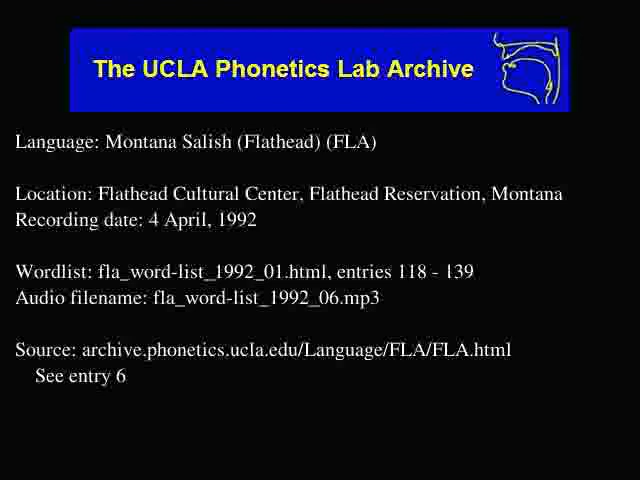 The UCLA Phonetics Lab Archive
Language: Montana Salish (Flathead) (FLA)
Location: Flathead Cultural Center, Flathead Reservation, Montana
Recording date: 4 April, 1992
Wordlist: fla_word-list_1992_01.html, entries 118 - 139
Audio filename: fla_word-list_1992_06.mp3
Source: archive.phonetics.ucla.edu/Language/FLA/FLA.html
See entry 6